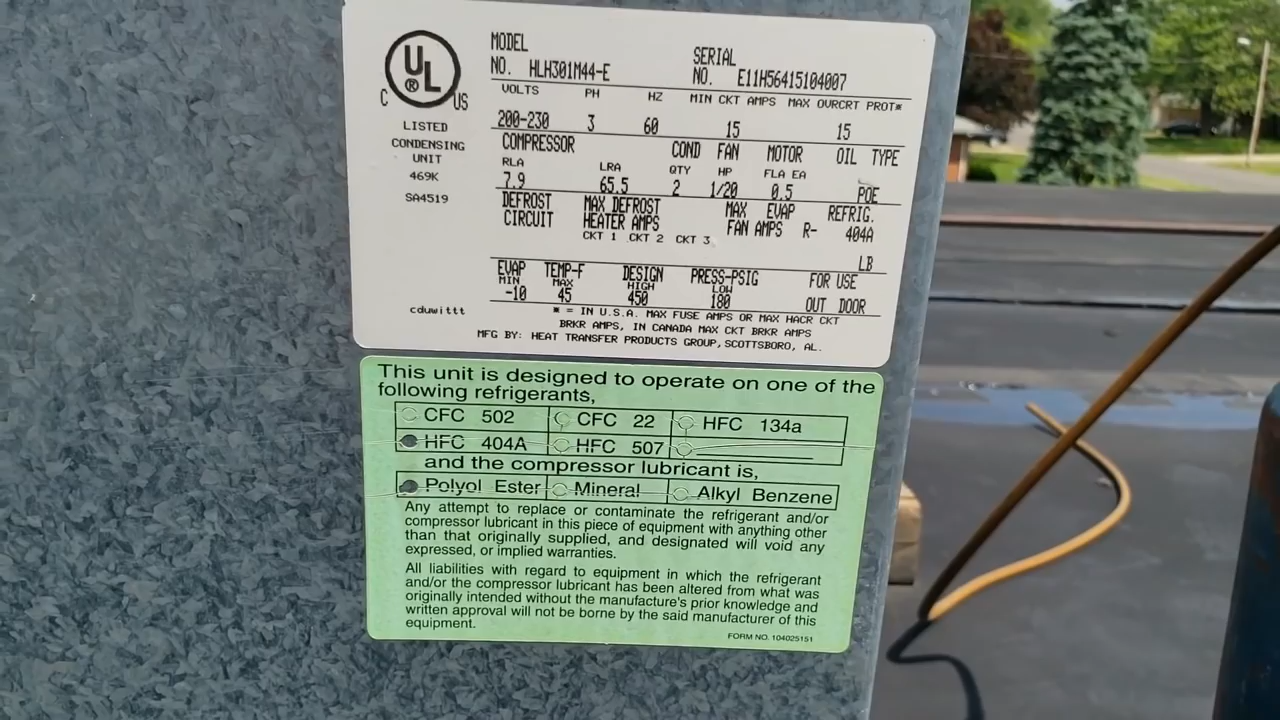 MODEL NO. HLH301M44-E SERIAL NO. E11H56415104007
C UL ® US
LISTED
CONDENSING
UNIT
469K
SA4519
VOLTS PH HZ MIN CKT AMPS MAX OVRCRT PROT*
200-230 3 60 15 15
COMPRESSOR COND FAN MOTOR OIL TYPE
RLA LRA QTY HP FLA EA
7.9 65.5 2 1/20 0.5 POE
DEFROST CIRCUIT MAX DEFROST HEATER AMPS MAX EVAP FAN AMPS REFRIG. R- 404A
CKT 1 CKT 2 CKT 3
LB
EVAP TEMP-F DESIGN PRESS-PSIG FOR USE
MIN MAX HIGH LOW
-10 45 450 180 OUT DOOR
cduwittt
* = IN U.S.A. MAX FUSE AMPS OR MAX HACR CKT
BRKR AMPS, IN CANADA MAX CKT BRKR AMPS
MFG BY: HEAT TRANSFER PRODUCTS GROUP, SCOTTSBORO, AL.
This unit is designed to operate on one of the
following refrigerants,
CFC 502 CFC 22 HFC 134a
HFC 404A HFC 507
and the compressor lubricant is,
Polyol Ester Mineral Alkyl Benzene
Any attempt to replace or contaminate the refrigerant and/or
compressor lubricant in this piece of equipment with anything other
than that originally supplied, and designated will void any
expressed, or implied warranties.
All liabilities with regard to equipment in which the refrigerant
and/or the compressor lubricant has been altered from what was
originally intended without the manufacture's prior knowledge and
written approval will not be borne by the said manufacturer of this
equipment.
FORM NO. 104025151